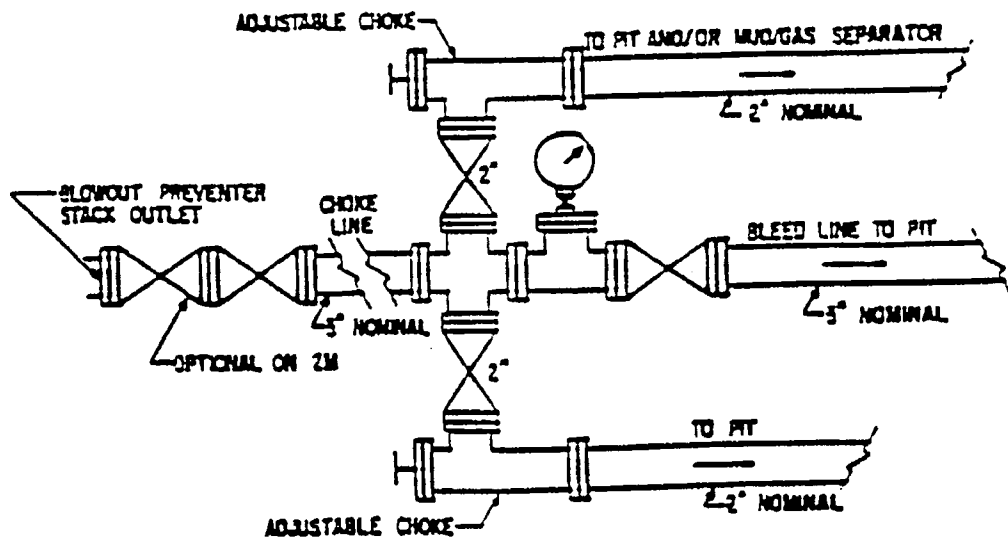 ADJUSTABLE CHOKE
TO PIT AND/OR MUD/GAS SEPARATOR
2" NOMINAL
2"
BLOWOUT PREVENTER
STACK OUTLET
CHOKE
LINE
BLEED LINE TO PIT
3" NOMINAL
3" NOMINAL
OPTIONAL ON 2M
2"
TO PIT
2" NOMINAL
ADJUSTABLE CHOKE